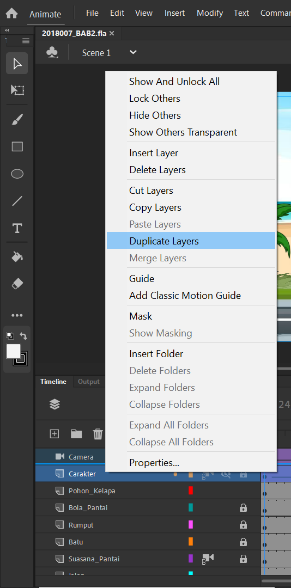 Animate File Edit View Insert Modify Text Comman
2018007_BAB2.fla
Scene 1
Show And Unlock All
Lock Others
Hide Others
Show Others Transparent
Insert Layer
Delete Layers
Cut Layers
Copy Layers
Paste Layers
Duplicate Layers
Merge Layers
Guide
Add Classic Motion Guide
Mask
Show Masking
Insert Folder
Delete Folders
Expand Folders
Collapse Folders
Expand All Folders
Collapse All Folders
Properties...
Timeline Output
24
Camera
Carakter
Pohon_Kelapa
Bola_Pantai
Rumput
Batu
Suasana_Pantai